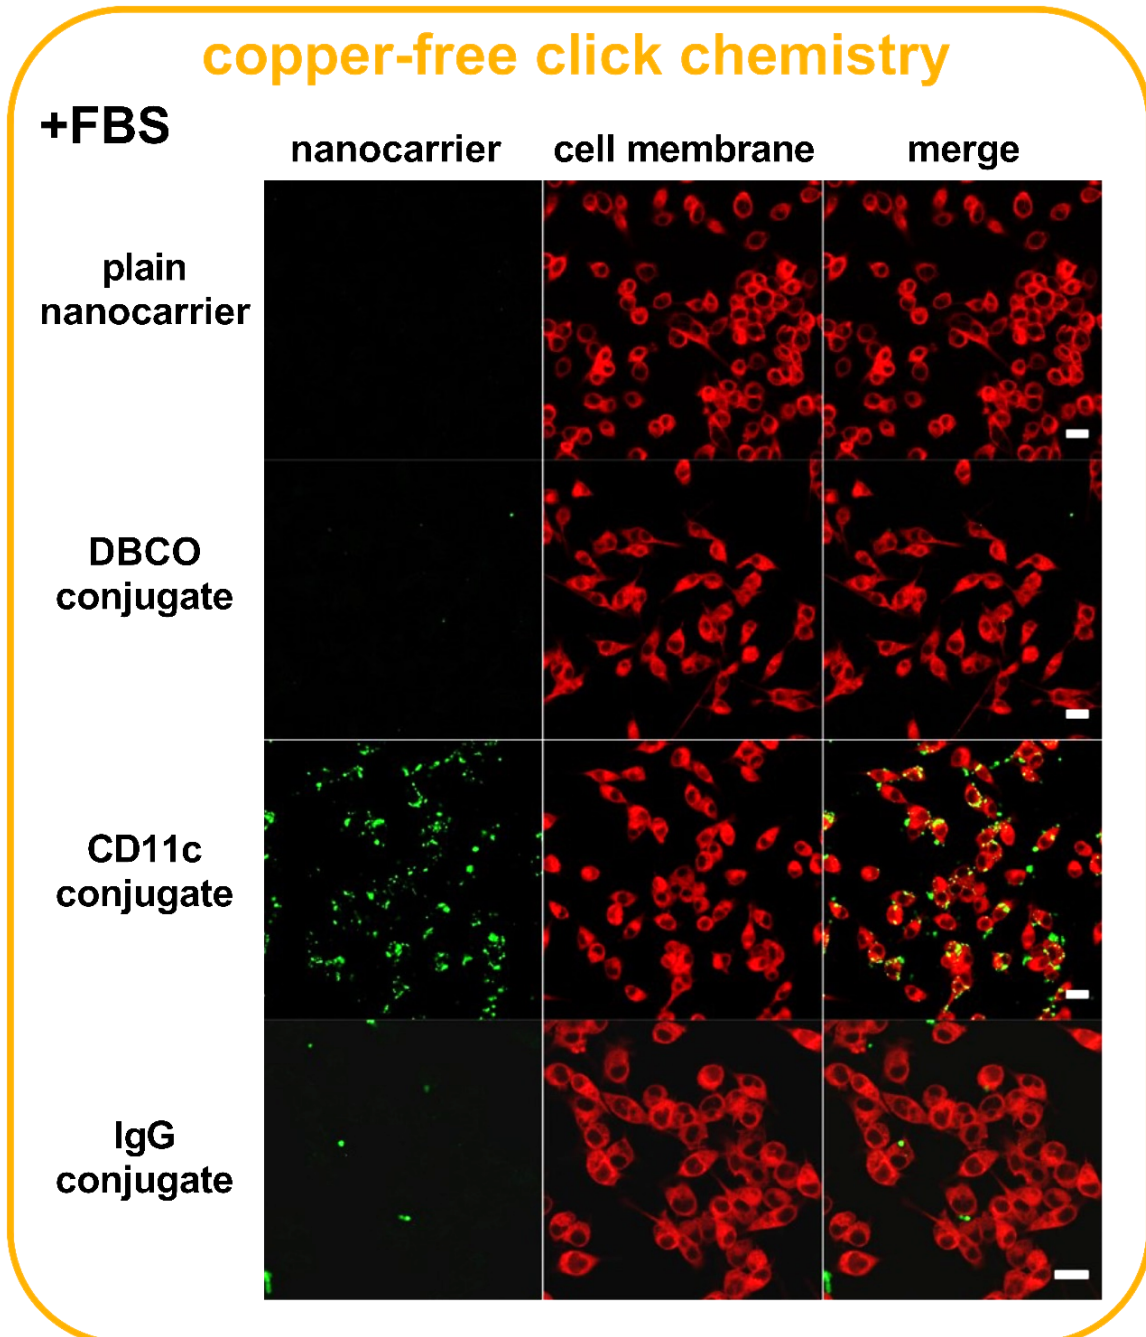 copper-free click chemistry
+FBS
nanocarrier cell membrane merge
plain
nanocarrier
DBCO
conjugate
CD11c
conjugate
IgG
conjugate